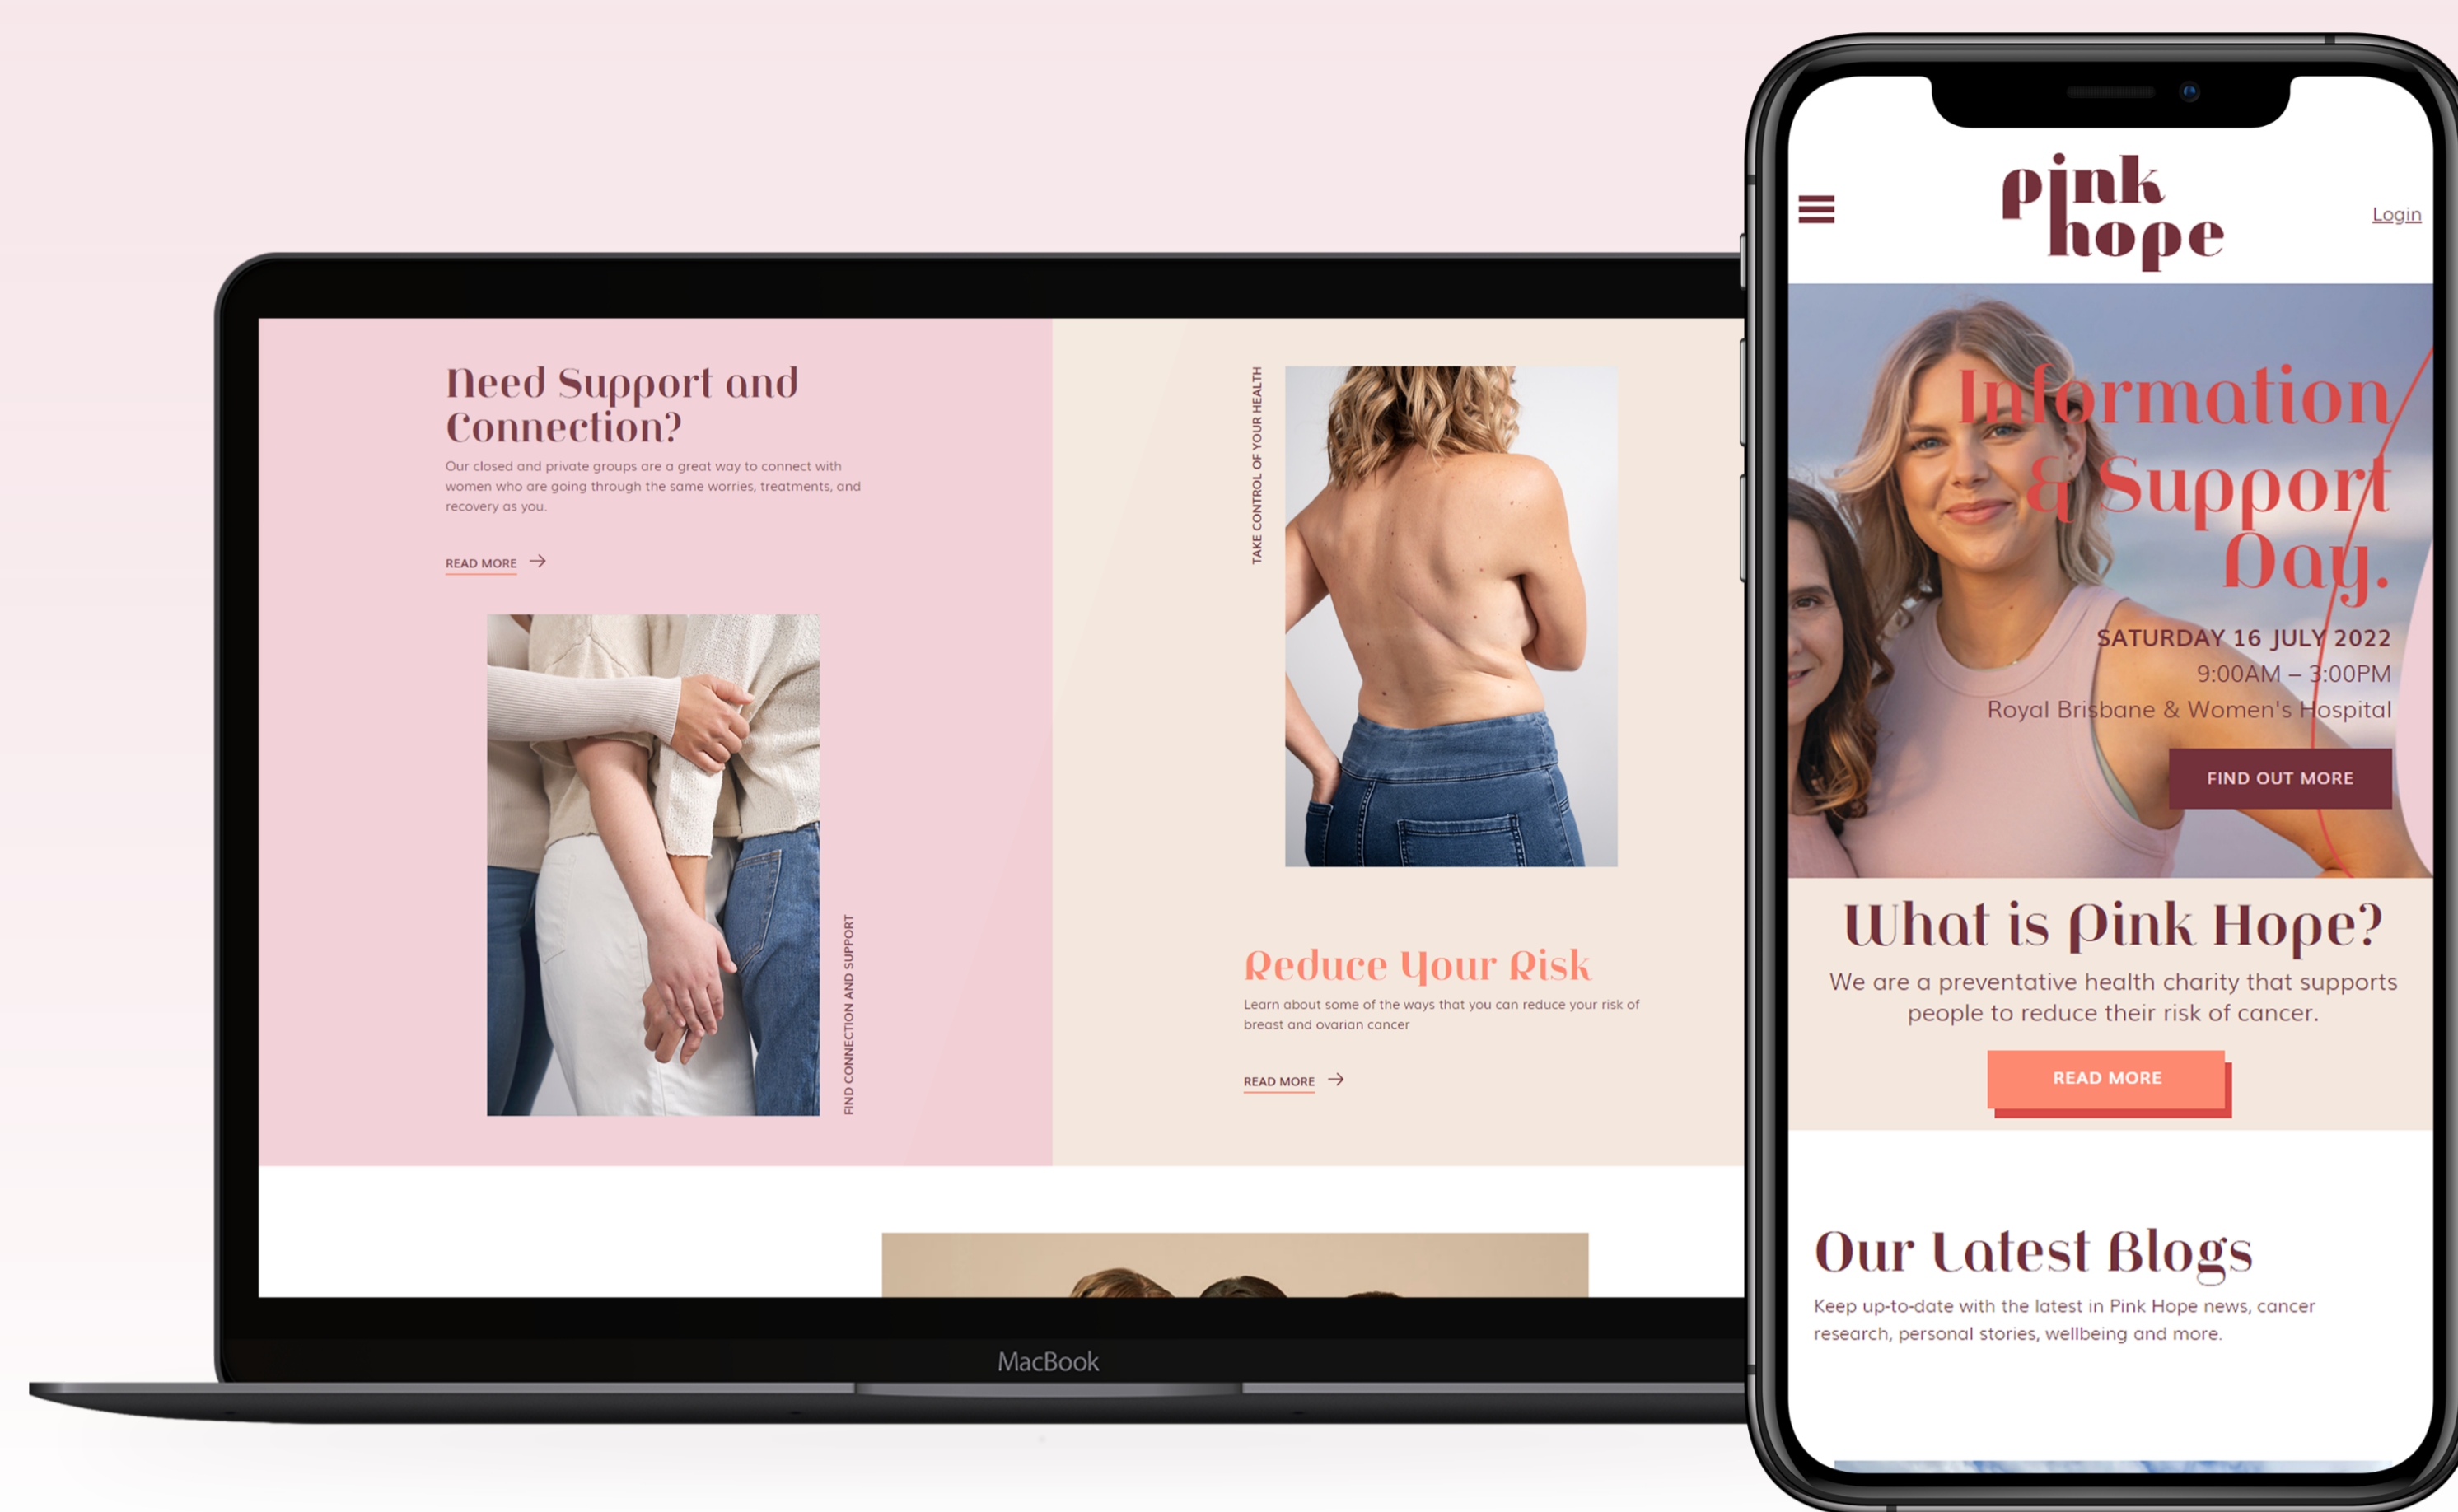 Need Support and
Connection?
Our closed and private groups are a great way to connect with
women who are going through the same worries, treatments, and
recovery as you.
READ MORE
FIND CONNECTION AND SUPPORT
TAKE CONTROL OF YOUR HEALTH
Reduce Your Risk
Learn about some of the ways that you can reduce your risk of
breast and ovarian cancer
READ MORE
MacBook
pink
hope
Login
Information
& Support
Day.
SATURDAY 16 JULY 2022
9:00AM – 3:00PM
Royal Brisbane & Women's Hospital
FIND OUT MORE
What is Pink Hope?
We are a preventative health charity that supports
people to reduce their risk of cancer.
READ MORE
Our Latest Blogs
Keep up-to-date with the latest in Pink Hope news, cancer
research, personal stories, wellbeing and more.